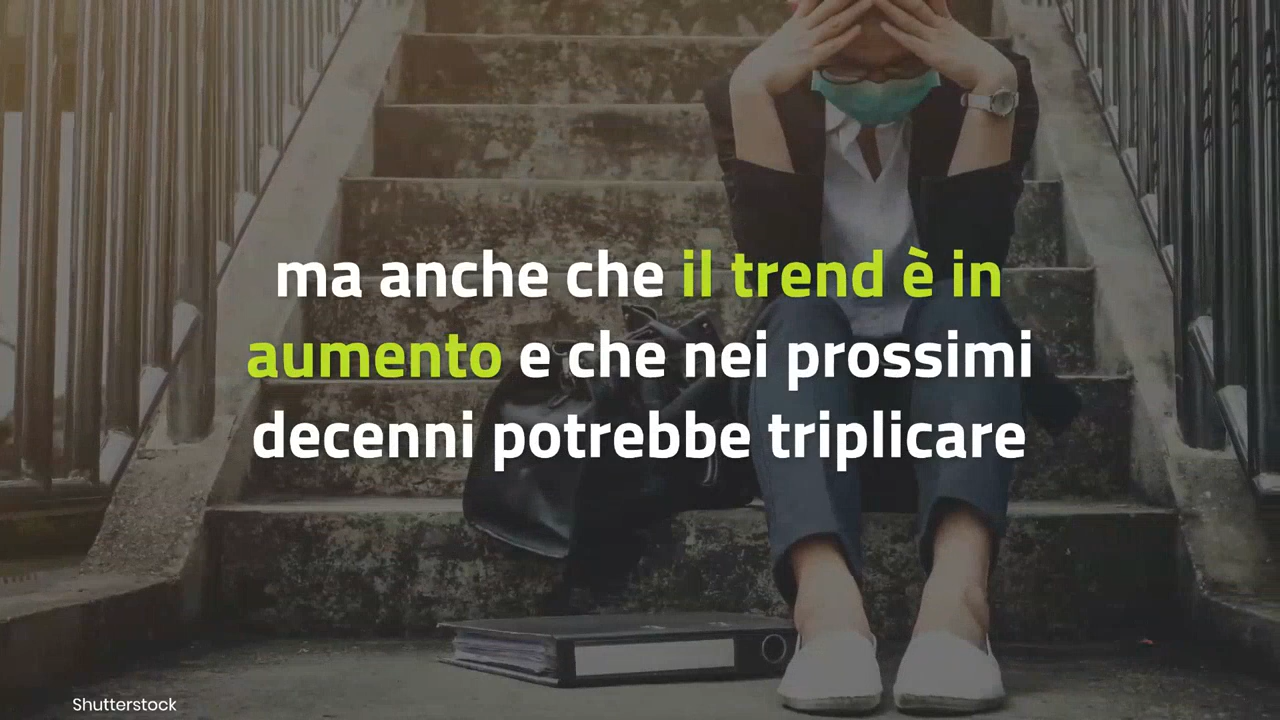 ma anche che il trend è in
aumento e che nei prossimi
decenni potrebbe triplicare
Shutterstock